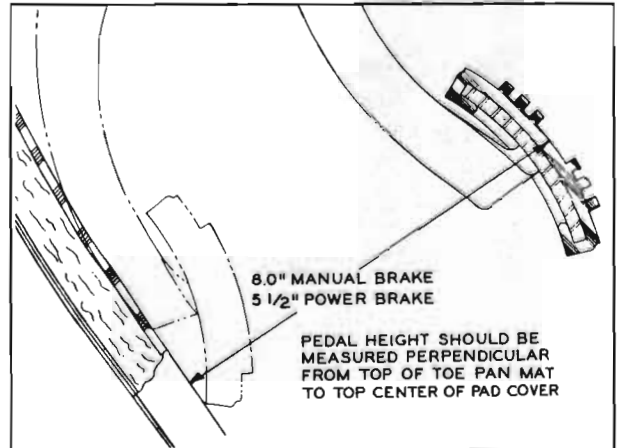 8.0" MANUAL BRAKE
5 1/2" POWER BRAKE
PEDAL HEIGHT SHOULD BE
MEASURED PERPENDICULAR
FROM TOP OF TOE PAN MAT
TO TOP CENTER OF PAD COVER